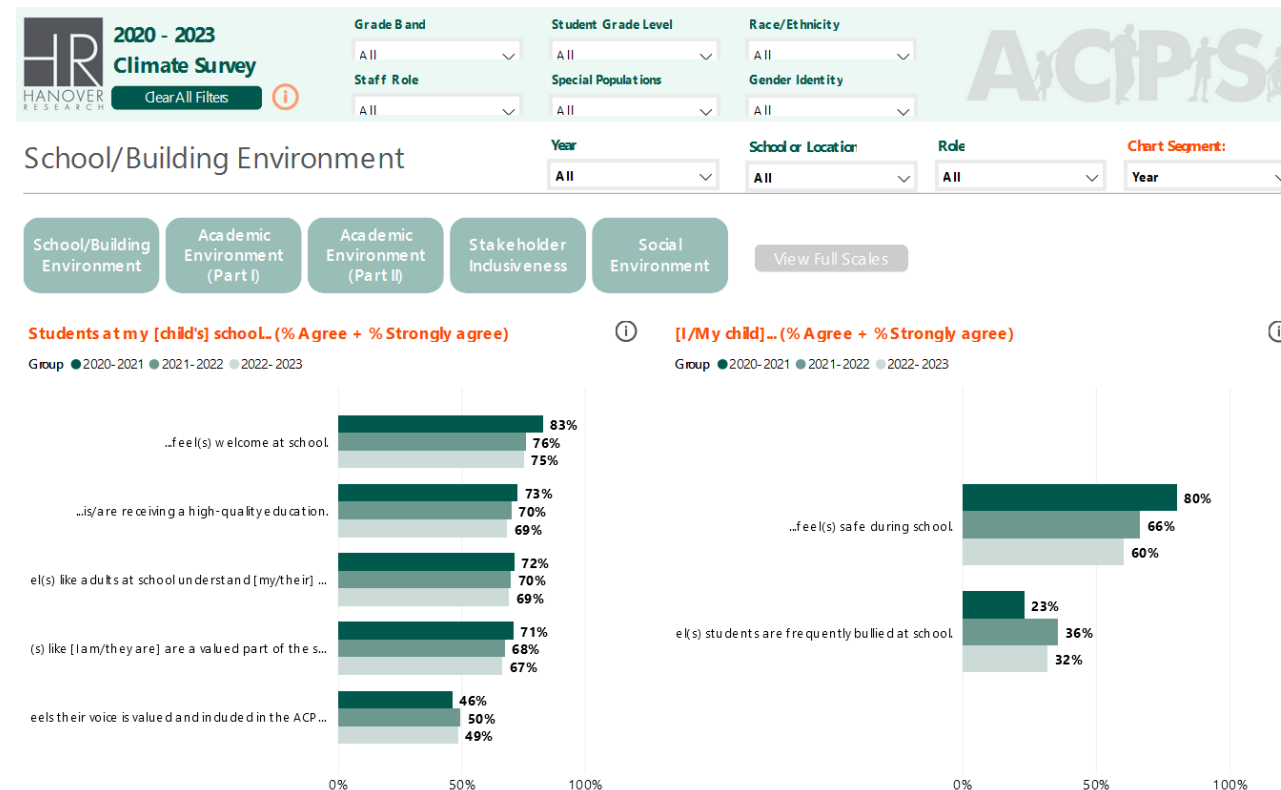 HR
HANOVER
RESEARCH
2020 - 2023
Climate Survey
Clear All Filters
i
Grade Band
All
Student Grade Level
All
Race/Ethnicity
All
Staff Role
All
Special Populations
All
Gender Identity
All
ACPS
School/Building Environment
Year
All
School or Location
All
Role
All
Chart Segment:
Year
School/Building
Environment
Academic
Environment
(Part I)
Academic
Environment
(Part II)
Stakeholder
Inclusiveness
Social
Environment
View Full Scales
Students at my [child's] school... (% Agree + % Strongly agree)
i
Group 2020-2021 2021-2022 2022-2023
...feel(s) welcome at school.
83%
76%
75%
...is/are receiving a high-quality education.
73%
70%
69%
el(s) like adults at school understand [my/their] ...
72%
70%
69%
(s) like [I am/they are] are a valued part of the s...
71%
68%
67%
eels their voice is valued and included in the ACP...
46%
50%
49%
0% 50% 100%
[I/My child]... (% Agree + % Strongly agree)
i
Group 2020-2021 2021-2022 2022-2023
...feel(s) safe during school.
80%
66%
60%
el(s) students are frequently bullied at school.
23%
36%
32%
0% 50% 100%